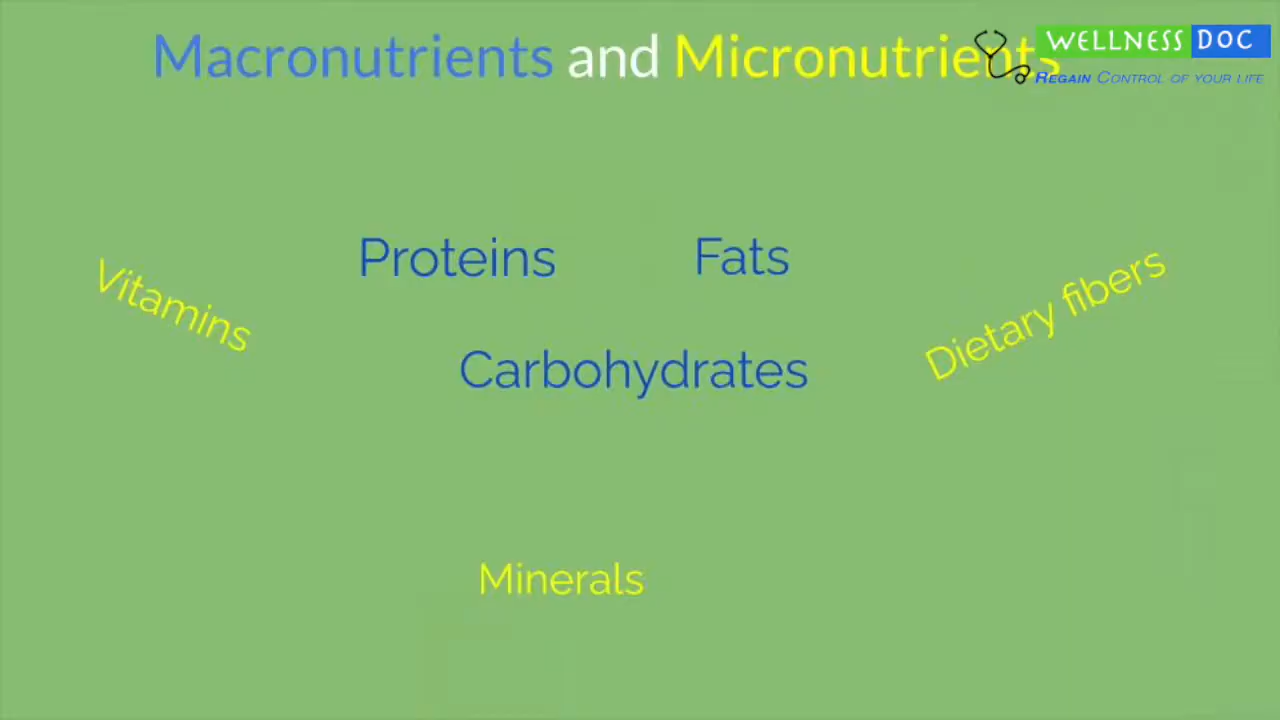 Macronutrients and Micronutrients
WELLNESS DOC
REGAIN CONTROL OF YOUR LIFE
Proteins
Fats
Vitamins
Dietary fibers
Carbohydrates
Minerals